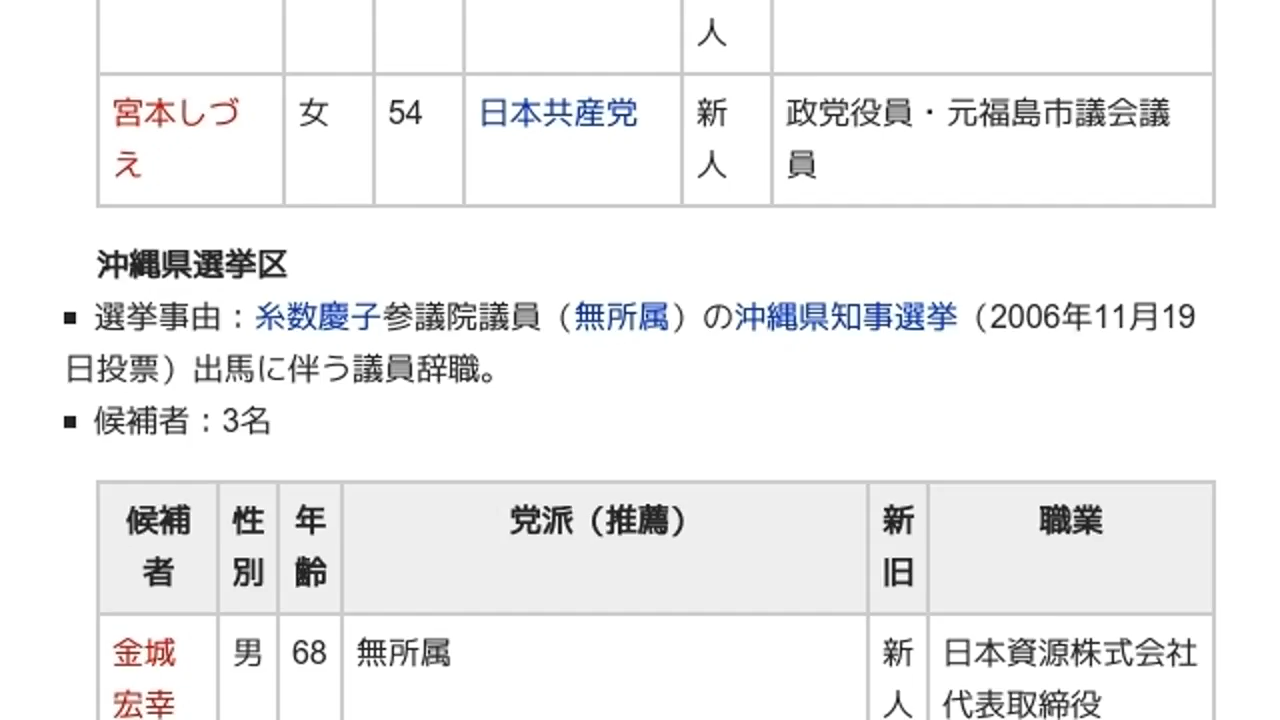 人
宮本しづ 女 54 日本共産党 新 政党役員・元福島市議会議
え 人 員
沖縄県選挙区
▪ 選挙事由：糸数慶子参議院議員（無所属）の沖縄県知事選挙（2006年11月19
日投票）出馬に伴う議員辞職。
▪ 候補者：3名
候補 性 年 党派（推薦） 新 職業
者 別 齢 旧
金城 男 68 無所属 新 日本資源株式会社
宏幸 人 代表取締役